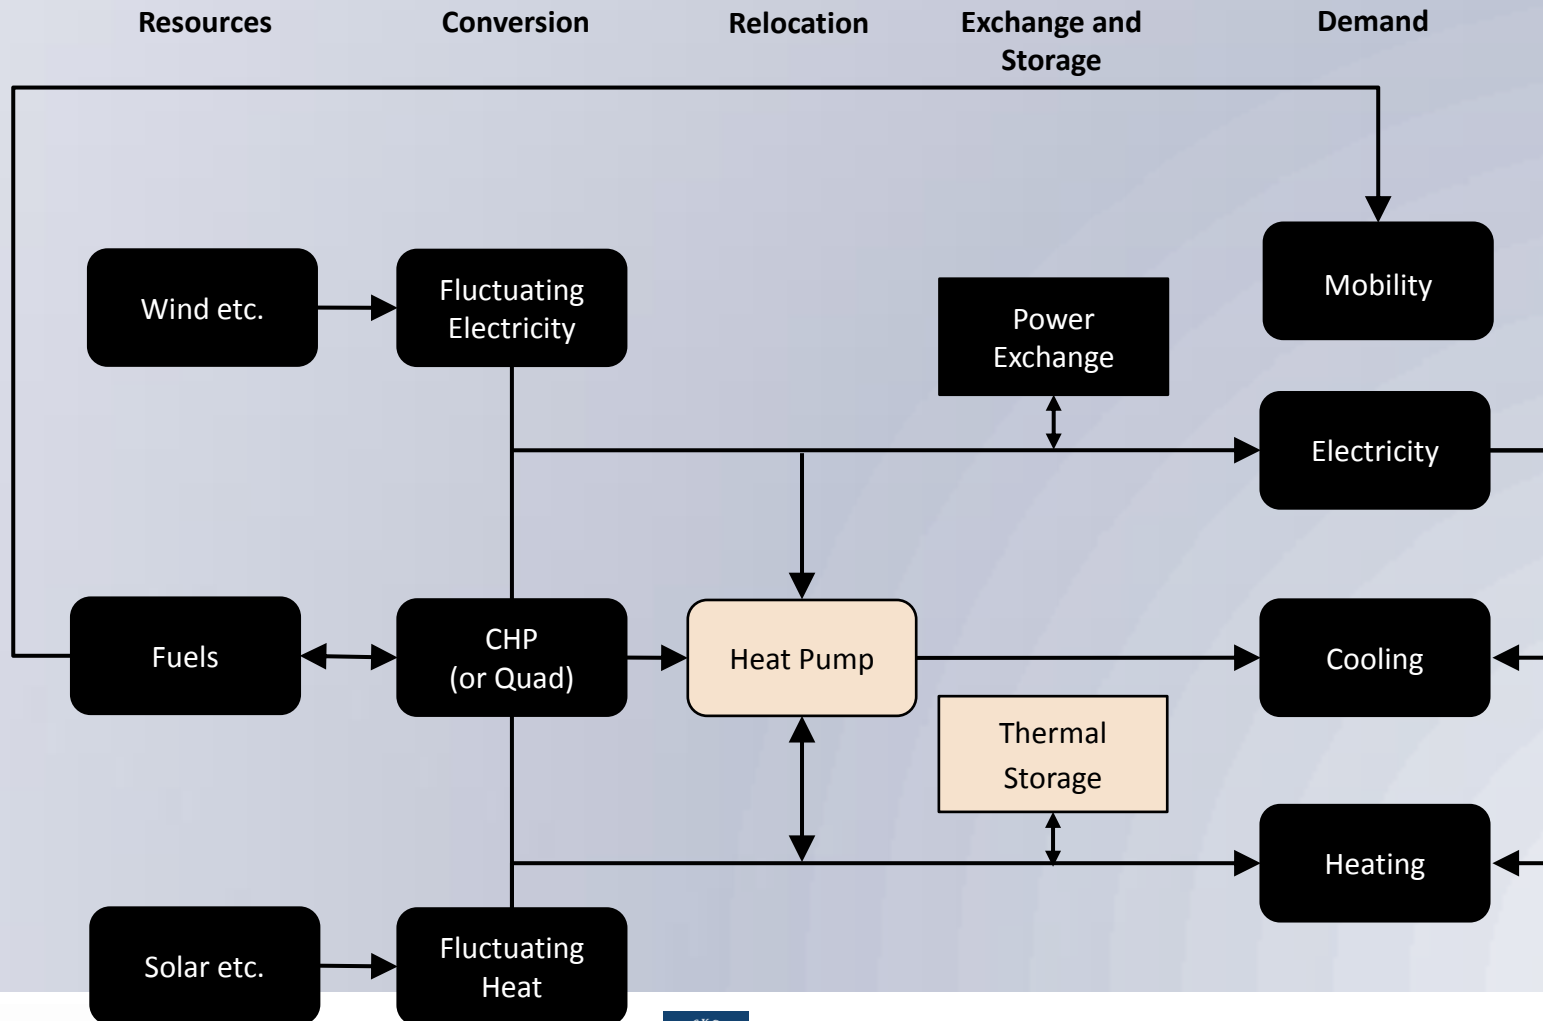 Resources
Conversion
Relocation
Exchange and
Storage
Demand
Wind etc.
Fluctuating
Electricity
Power
Exchange
Mobility
Electricity
Fuels
CHP
(or Quad)
Heat Pump
Cooling
Thermal
Storage
Heating
Solar etc.
Fluctuating
Heat